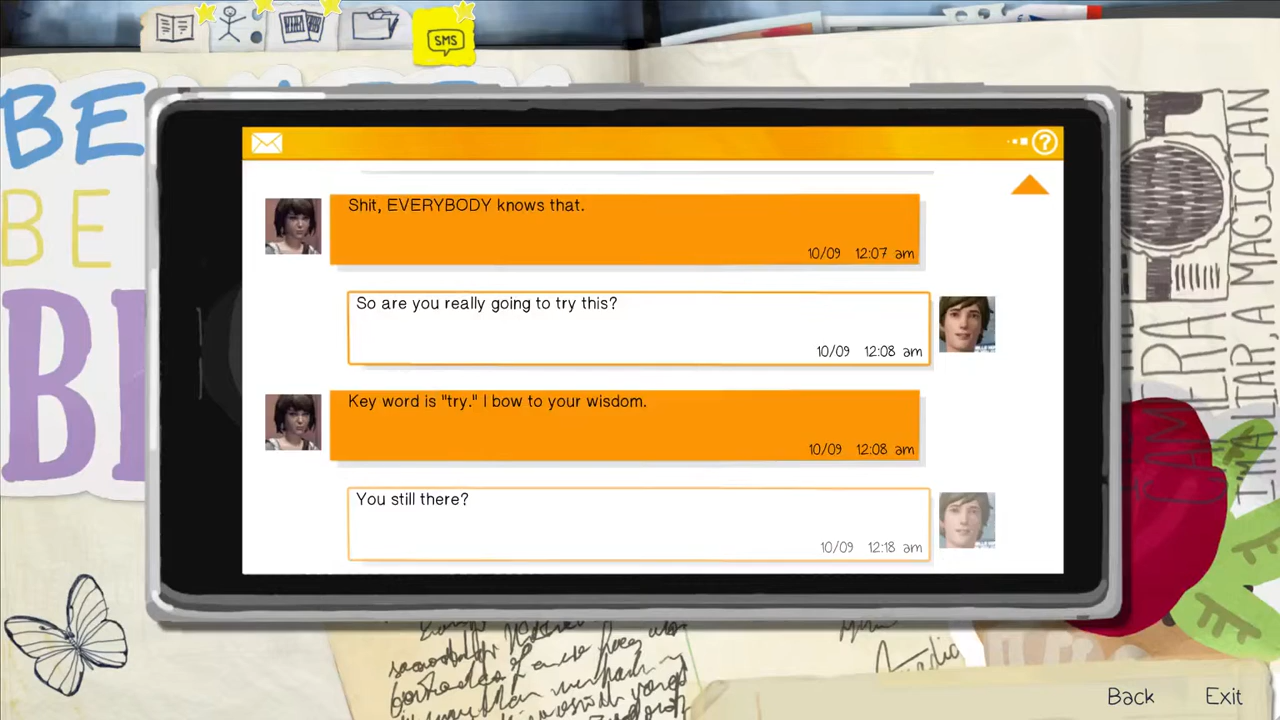 SMS
BE
BE
BE
Shit, EVERYBODY knows that.
10/09 12:07 am
So are you really going to try this?
10/09 12:08 am
Key word is "try." I bow to your wisdom.
10/09 12:08 am
You still there?
10/09 12:18 am
CAMERA
I'M A LIAR, A MAGICIAN
Back
Exit